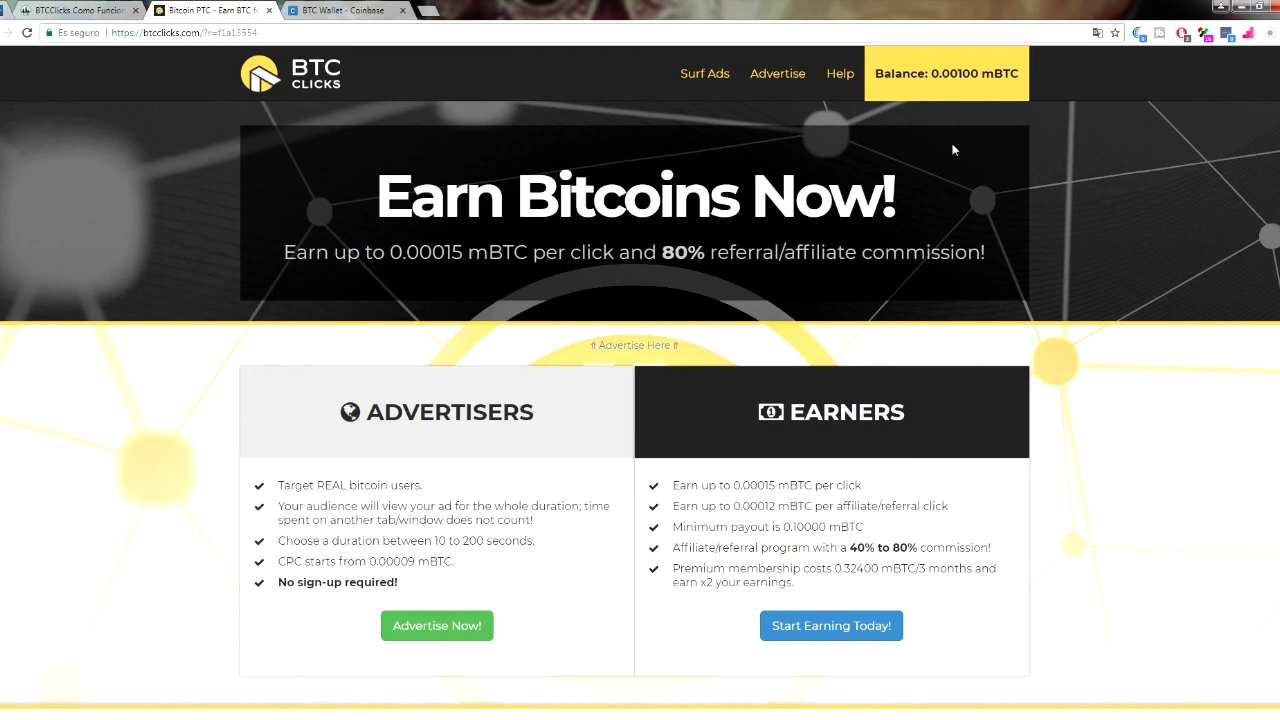 BTCClicks Como Funcion
Bitcoin PTC - Earn BTC fo
BTC Wallet - Coinbase
Es seguro
https://btcclicks.com/?r=f1a13554
BTC
CLICKS
Surf Ads
Advertise
Help
Balance: 0.00100 mBTC
Earn Bitcoins Now!
Earn up to 0.00015 mBTC per click and 80% referral/affiliate commission!
⇑ Advertise Here ⇑
ADVERTISERS
Target REAL bitcoin users.
Your audience will view your ad for the whole duration; time
spent on another tab/window does not count!
Choose a duration between 10 to 200 seconds.
CPC starts from 0.00009 mBTC.
No sign-up required!
Advertise Now!
EARNERS
Earn up to 0.00015 mBTC per click
Earn up to 0.00012 mBTC per affiliate/referral click
Minimum payout is 0.10000 mBTC
Affiliate/referral program with a 40% to 80% commission!
Premium membership costs 0.32400 mBTC/3 months and
earn x2 your earnings.
Start Earning Today!